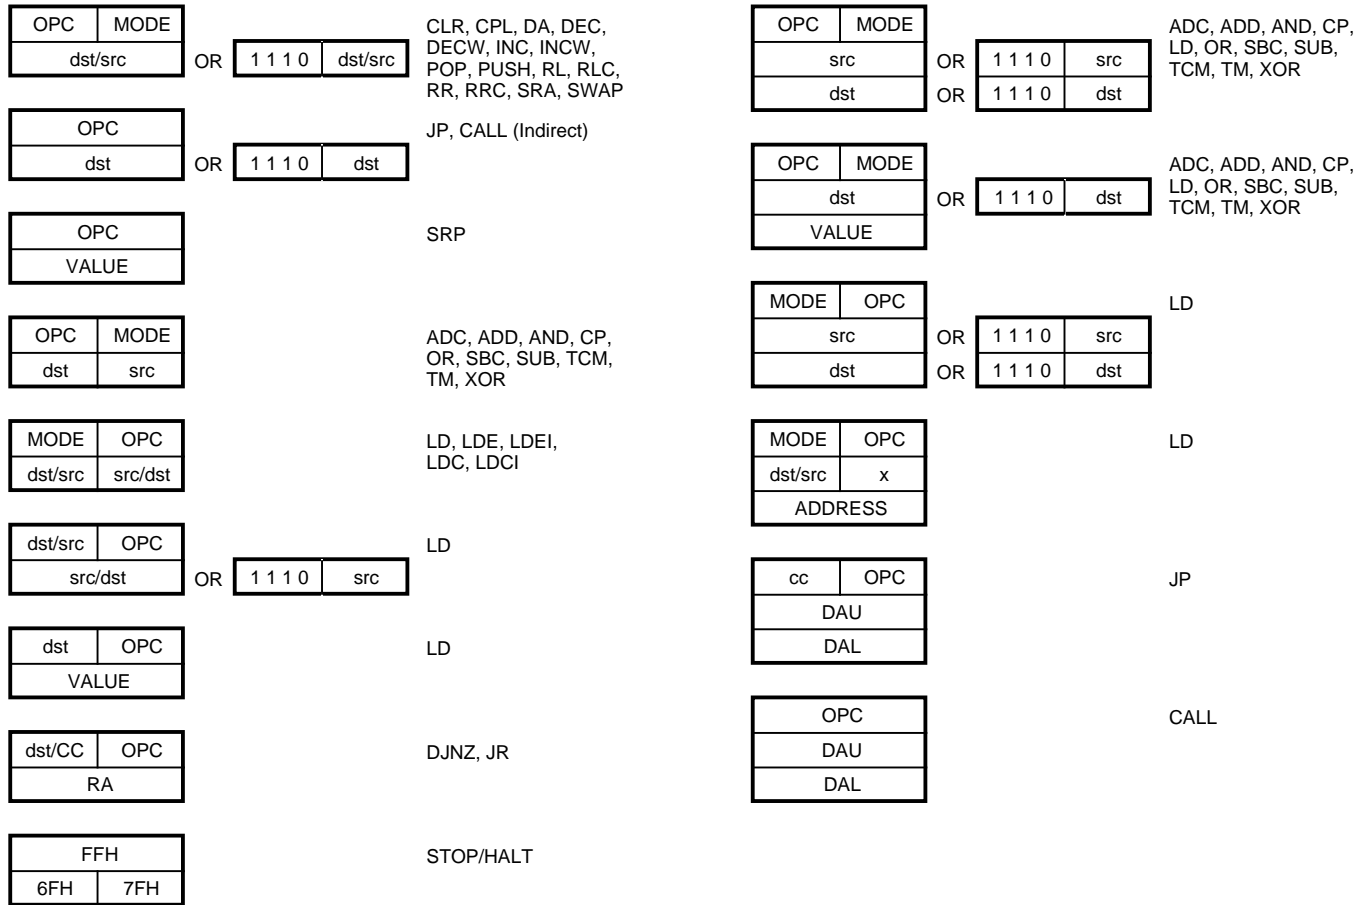 OPC MODE
dst/src OR 1 1 1 0 dst/src
CLR, CPL, DA, DEC,
DECW, INC, INCW,
POP, PUSH, RL, RLC,
RR, RRC, SRA, SWAP
OPC
dst OR 1 1 1 0 dst
JP, CALL (Indirect)
OPC
VALUE
SRP
OPC MODE
dst src
ADC, ADD, AND, CP,
OR, SBC, SUB, TCM,
TM, XOR
MODE OPC
dst/src src/dst
LD, LDE, LDEI,
LDC, LDCI
dst/src OPC
src/dst OR 1 1 1 0 src
LD
dst OPC
VALUE
LD
dst/CC OPC
RA
DJNZ, JR
FFH
6FH 7FH
STOP/HALT
OPC MODE
src OR 1 1 1 0 src
dst OR 1 1 1 0 dst
ADC, ADD, AND, CP,
LD, OR, SBC, SUB,
TCM, TM, XOR
OPC MODE
dst OR 1 1 1 0 dst
VALUE
ADC, ADD, AND, CP,
LD, OR, SBC, SUB,
TCM, TM, XOR
MODE OPC
src OR 1 1 1 0 src
dst OR 1 1 1 0 dst
LD
MODE OPC
dst/src x
ADDRESS
LD
cc OPC
DAU
DAL
JP
OPC
DAU
DAL
CALL